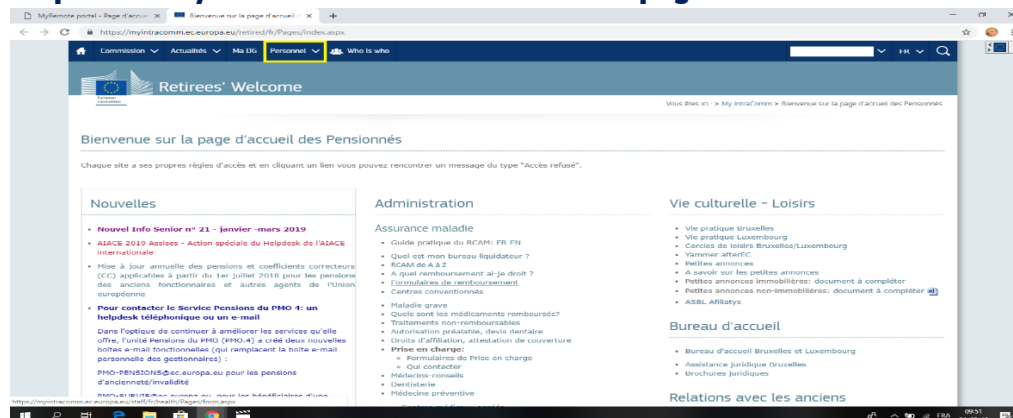 MyRemote portal - Page d'accueil
Bienvenue sur la page d'accueil
https://myintracomm.ec.europa.eu/retired/fr/Pages/index.aspx
Commission Actualités Ma DG Personnel Who is who
FR
European
Commission
Retirees' Welcome
Vous êtes ici : > My IntraComm > Bienvenue sur la page d'accueil des Pensionnés
Bienvenue sur la page d'accueil des Pensionnés
Chaque site a ses propres règles d'accès et en cliquant un lien vous pouvez rencontrer un message du type "Accès refusé".
Nouvelles
• Nouvel Info Senior n° 21 - janvier -mars 2019
• AIACE 2019 Assises - Action spéciale du Helpdesk de l'AIACE
internationale
• Mise à jour annuelle des pensions et coefficients correcteurs
(CC) applicables à partir du 1er juillet 2018 pour les pensions
des anciens fonctionnaires et autres agents de l'Union
européenne
• Pour contacter le Service Pensions du PMO 4: un
helpdesk téléphonique ou un e-mail
Dans l'optique de continuer à améliorer les services qu'elle
offre, l'unité Pensions du PMO (PMO.4) a créé deux nouvelles
boîtes e-mail fonctionnelles (qui remplacent la boîte e-mail
personnelle des gestionnaires) :
PMO-PENSIONS@ec.europa.eu pour les pensions
d'ancienneté/invalidité
PMO-SURVIE@ec.europa.eu pour les bénéficiaires d'une
Administration
Assurance maladie
• Guide pratique du RCAM: FR EN
• Quel est mon bureau liquidateur ?
• RCAM de A à Z
• A quel remboursement ai-je droit ?
• Formulaires de remboursement
• Centres conventionnés
• Maladie grave
• Quels sont les médicaments remboursés?
• Traitements non-remboursables
• Autorisation préalable, devis dentaire
• Droits d'affiliation, attestation de couverture
• Prise en charge:
Formulaires de Prise en charge
Qui contacter
• Médecins-conseils
• Dentisterie
• Médecine préventive
Vie culturelle - Loisirs
• Vie pratique Bruxelles
• Vie pratique Luxembourg
• Cercles de loisirs Bruxelles/Luxembourg
• Yammer afterEC
• Petites annonces
• A savoir sur les petites annonces
• Petites annonces immobilières: document à compléter
• Petites annonces non-immobilières: document à compléter
• ASBL Afiliatys
Bureau d'accueil
• Bureau d'accueil Bruxelles et Luxembourg
• Assistance juridique Bruxelles
• Brochures juridiques
Relations avec les anciens
https://myintracomm.ec.europa.eu/staff/fr/health/Pages/form.aspx
FRA
09:51